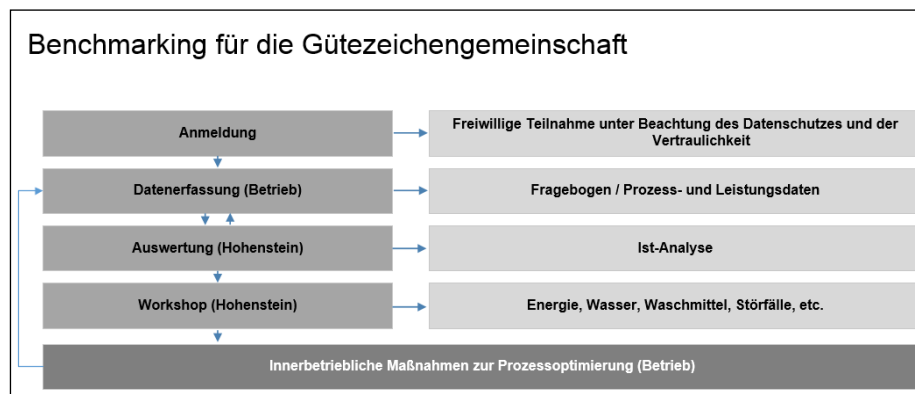 Benchmarking für die Gütezeichengemeinschaft
Anmeldung
Freiwillige Teilnahme unter Beachtung des Datenschutzes und der
Vertraulichkeit
Datenerfassung (Betrieb)
Fragebogen / Prozess- und Leistungsdaten
Auswertung (Hohenstein)
Ist-Analyse
Workshop (Hohenstein)
Energie, Wasser, Waschmittel, Störfälle, etc.
Innerbetriebliche Maßnahmen zur Prozessoptimierung (Betrieb)